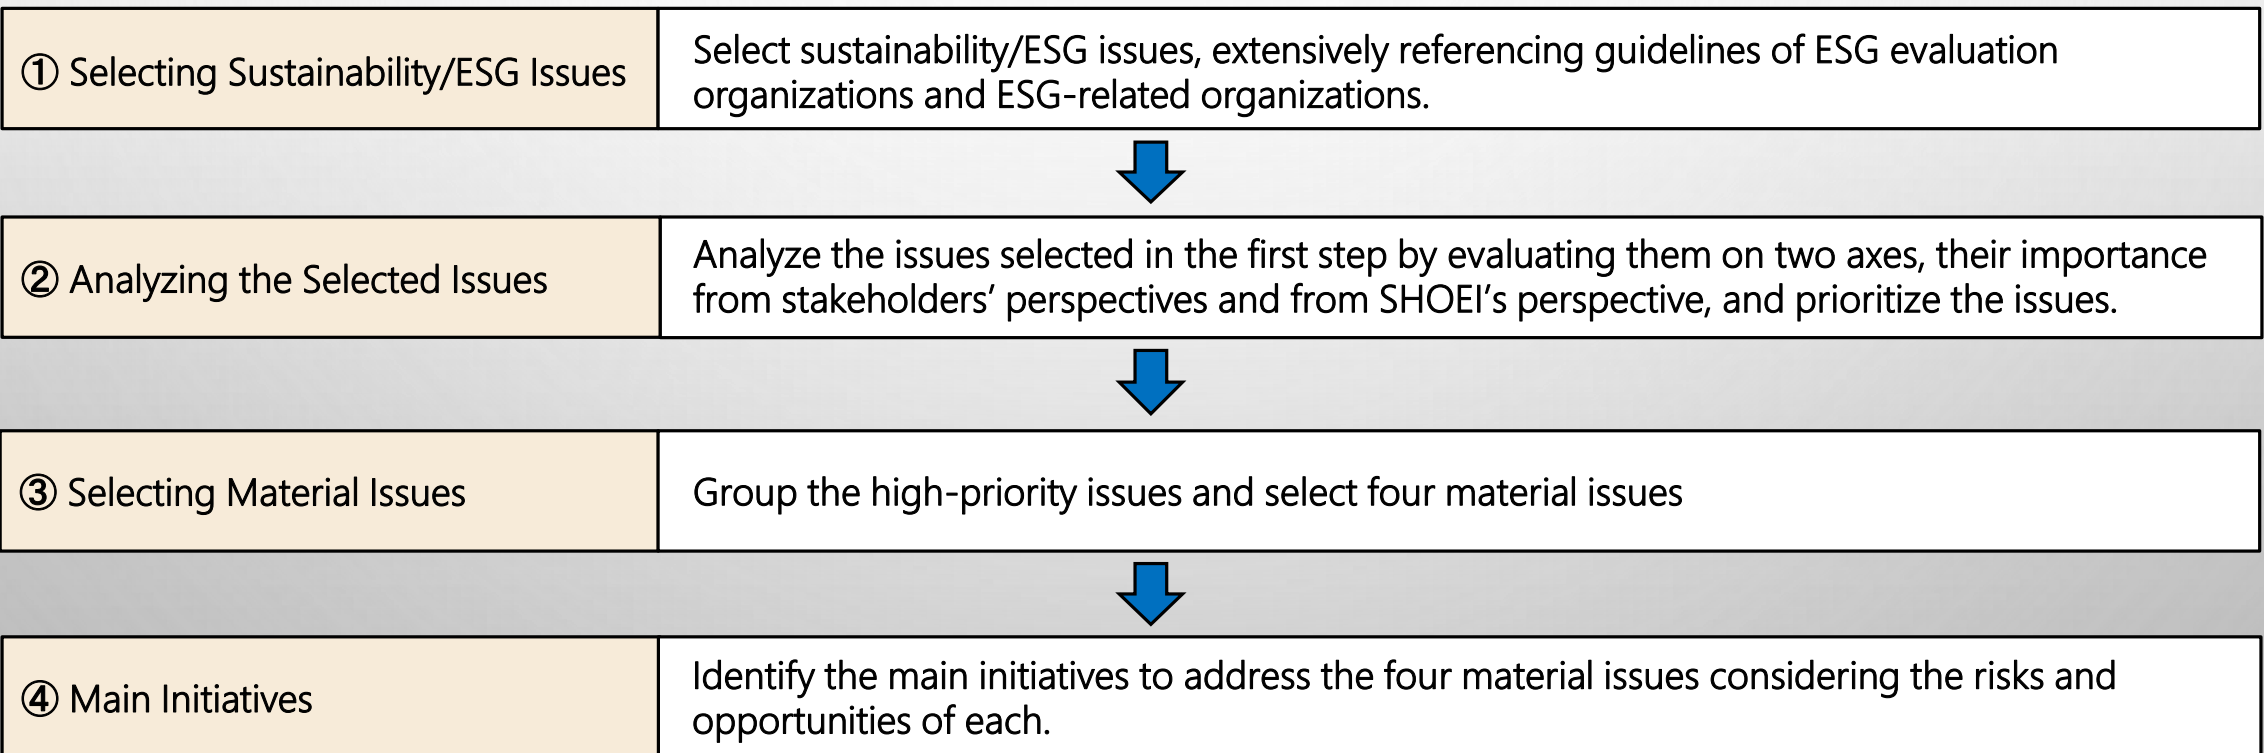 ① Selecting Sustainability/ESG Issues
Select sustainability/ESG issues, extensively referencing guidelines of ESG evaluation
organizations and ESG-related organizations.
② Analyzing the Selected Issues
Analyze the issues selected in the first step by evaluating them on two axes, their importance
from stakeholders’ perspectives and from SHOEI’s perspective, and prioritize the issues.
③ Selecting Material Issues
Group the high-priority issues and select four material issues
④ Main Initiatives
Identify the main initiatives to address the four material issues considering the risks and
opportunities of each.